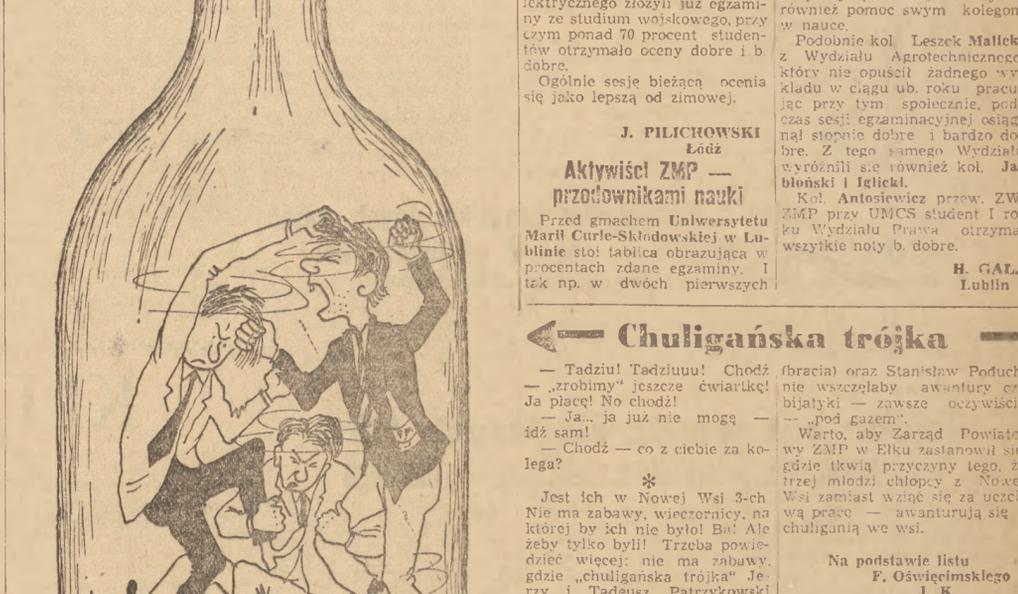 lektrycznego złożyli już egzami-
ny ze studium wojskowego, przy
czym ponad 70 procent studen-
tów otrzymało oceny dobre i b.
dobre.
Ogólnie sesję bieżącą ocenia
się jako lepszą od zimowej.
J. PILICHOWSKI
Łódź
Aktywiści ZMP —
przodownikami nauki
Przed gmachem Uniwersytetu
Marii Curie-Skłodowskiej w Lu-
blinie stoi tablica obrazująca w
procentach zdane egzaminy. I
tak np. w dwóch pierwszych
również pomoc swym kolegom
w nauce.
Podobnie kol. Leszek Malick
z Wydziału Agrotechnicznego
który nie opuścił żadnego wy
kładu w ciągu ub. roku pracu
jąc przy tym społecznie, pod
czas sesji egzaminacyjnej osiąg
nął stopnie dobre i bardzo do
bre. Z tego samego Wydziału
wyróżnili się również kol. Ja
błoński i Iglicki.
Kol. Antosiewicz przew. ZW
ZMP przy UMCS student I ro
ku Wydziału Prawa otrzyma
wszystkie noty b. dobre.
H. GAL.
Lublin
Chuligańska trójka
— Tadziu! Tadziuuu! Chodź
— „zrobimy" jeszcze ćwiartkę!
Ja płacę! No chodź!
— Ja... ja już nie mogę —
idź sam!
— Chodź — co z ciebie za ko-
lega?
*
Jest ich w Nowej Wsi 3-ch
Nie ma zabawy, wieczornicy, na
której by ich nie było! Ba! Ale
żeby tylko byli! Trzeba powie-
dzieć więcej: nie ma zabawy,
gdzie „chuligańska trójka" Je-
rzy i Tadeusz Patrzykowski
(bracia) oraz Stanisław Poduch
nie wszczęłaby awantury cz
bijatyki — zawsze oczywiści
— „pod gazem".
Warto, aby Zarząd Powiato
wy ZMP w Ełku zastanowił się
gdzie tkwią przyczyny tego, ż
trzej młodzi chłopcy z Nowe
Wsi zamiast wziąć się za uczci
wą pracę — awanturują się
chuliganią we wsi.
Na podstawie listu
F. Oświęcimskiego
J. K.